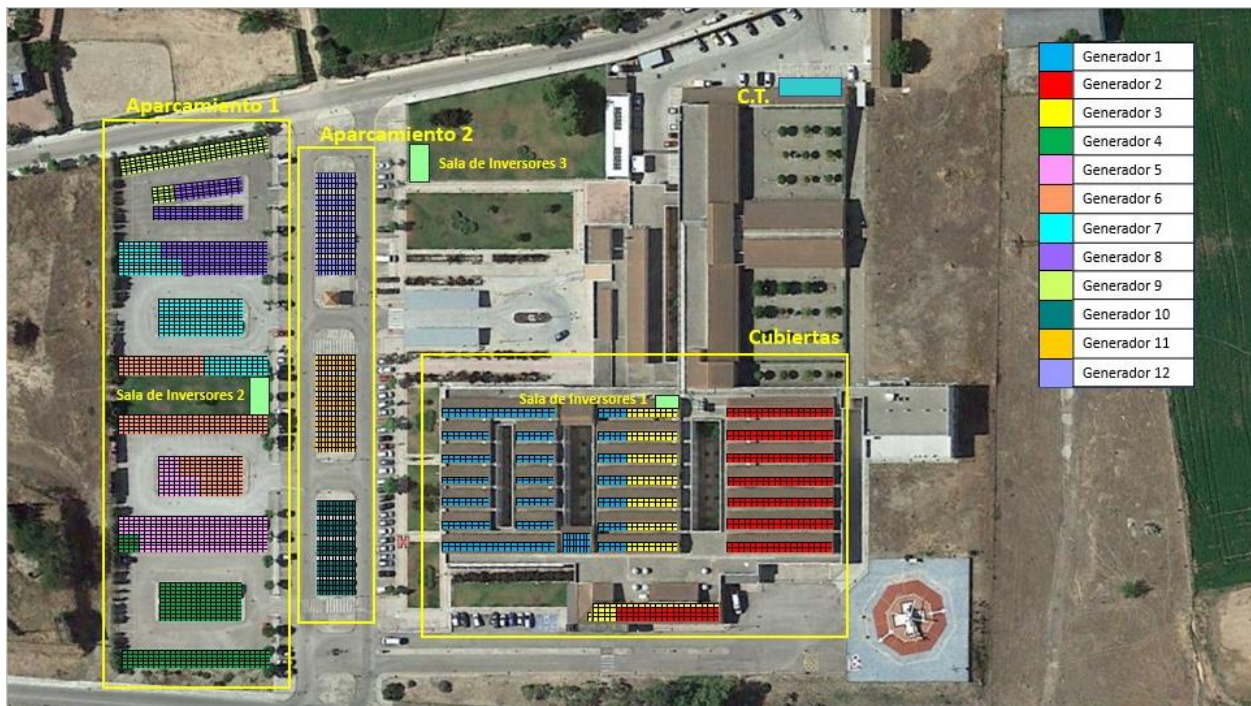 Aparcamiento 1
Aparcamiento 2
C.T.
Sala de Inversores 3
Cubiertas
Sala de Inversores 2
Sala de Inversores 1
H
Generador 1
Generador 2
Generador 3
Generador 4
Generador 5
Generador 6
Generador 7
Generador 8
Generador 9
Generador 10
Generador 11
Generador 12